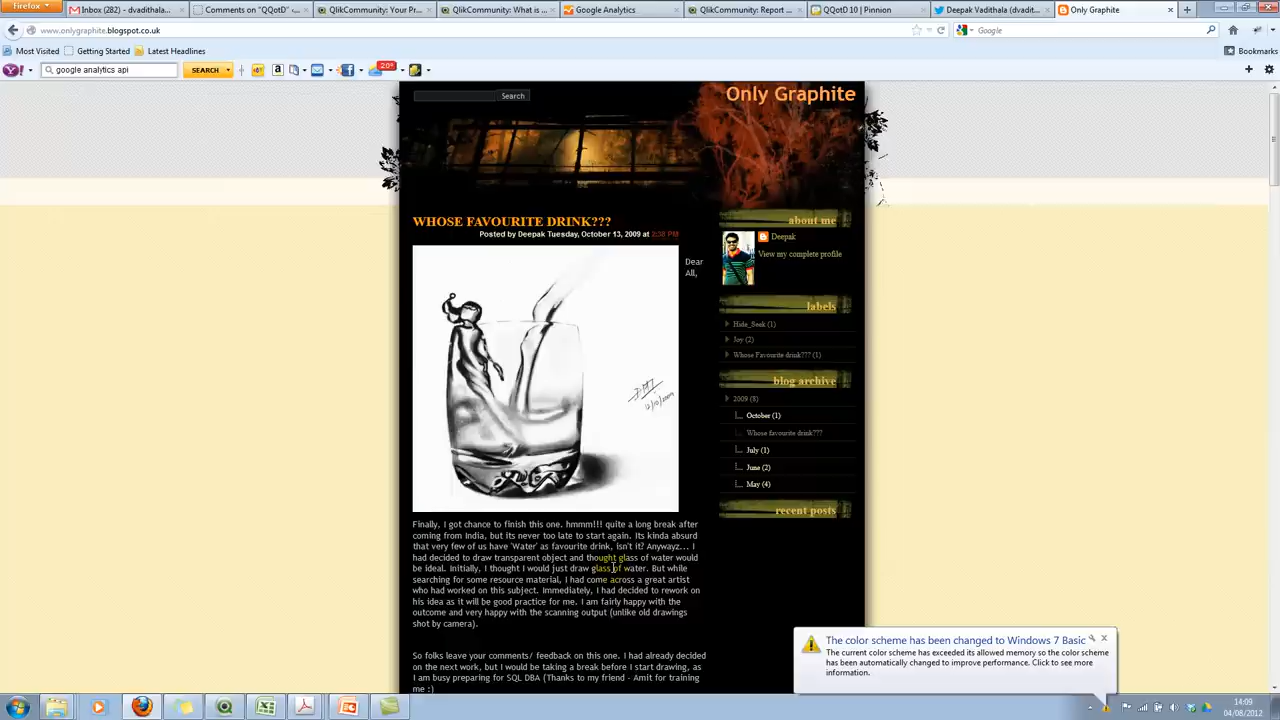 Firefox
Inbox (282) - dvadithala...
Comments on "QQotD" ...
QlikCommunity: Your Pr...
QlikCommunity: What is ...
Google Analytics
QlikCommunity: Report ...
QQotD 10 | Pinnion
Deepak Vadithala (dvadit...
Only Graphite
www.onlygraphite.blogspot.co.uk
Google
Most Visited
Getting Started
Latest Headlines
Bookmarks
google analytics-api
SEARCH
Search
Only Graphite
WHOSE FAVOURITE DRINK???
Posted by Deepak Tuesday, October 13, 2009 at 2:38 PM
Dear
All,
12/10/2009
Finally, I got chance to finish this one. hmmm!!! quite a long break after
coming from India, but its never too late to start again. Its kinda absurd
that very few of us have 'Water' as favourite drink, isn't it? Anywayz... I
had decided to draw transparent object and thought glass of water would
be ideal. Initially, I thought I would just draw glass of water. But while
searching for some resource material, I had come across a great artist
who had worked on this subject. Immediately, I had decided to rework on
his idea as it will be good practice for me. I am fairly happy with the
outcome and very happy with the scanning output (unlike old drawings
shot by camera).
So folks leave your comments/ feedback on this one. I had already decided
on the next work, but I would be taking a break before I start drawing, as
I am busy preparing for SQL DBA (Thanks to my friend - Amit for training
me :)
about me
Deepak
View my complete profile
labels
Hide_Seek (1)
Joy (2)
Whose Favourite drink??? (1)
blog archive
2009 (8)
October (1)
Whose favourite drink???
July (1)
June (2)
May (4)
recent posts
The color scheme has been changed to Windows 7 Basic
The current color scheme has exceeded its allowed memory so the color scheme
has been automatically changed to improve performance. Click to see more
information.
14:09
04/08/2012